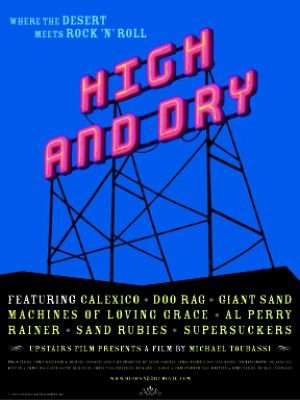 WHERE THE DESERT
MEETS ROCK 'N' ROLL
HIGH
AND DRY
FEATURING CALEXICO • DOO RAG • GIANT SAND
MACHINES OF LOVING GRACE • AL PERRY
RAINER • SAND RUBIES • SUPERSUCKERS
UPSTAIRS FILM PRESENTS A FILM BY MICHAEL TOUBASSI